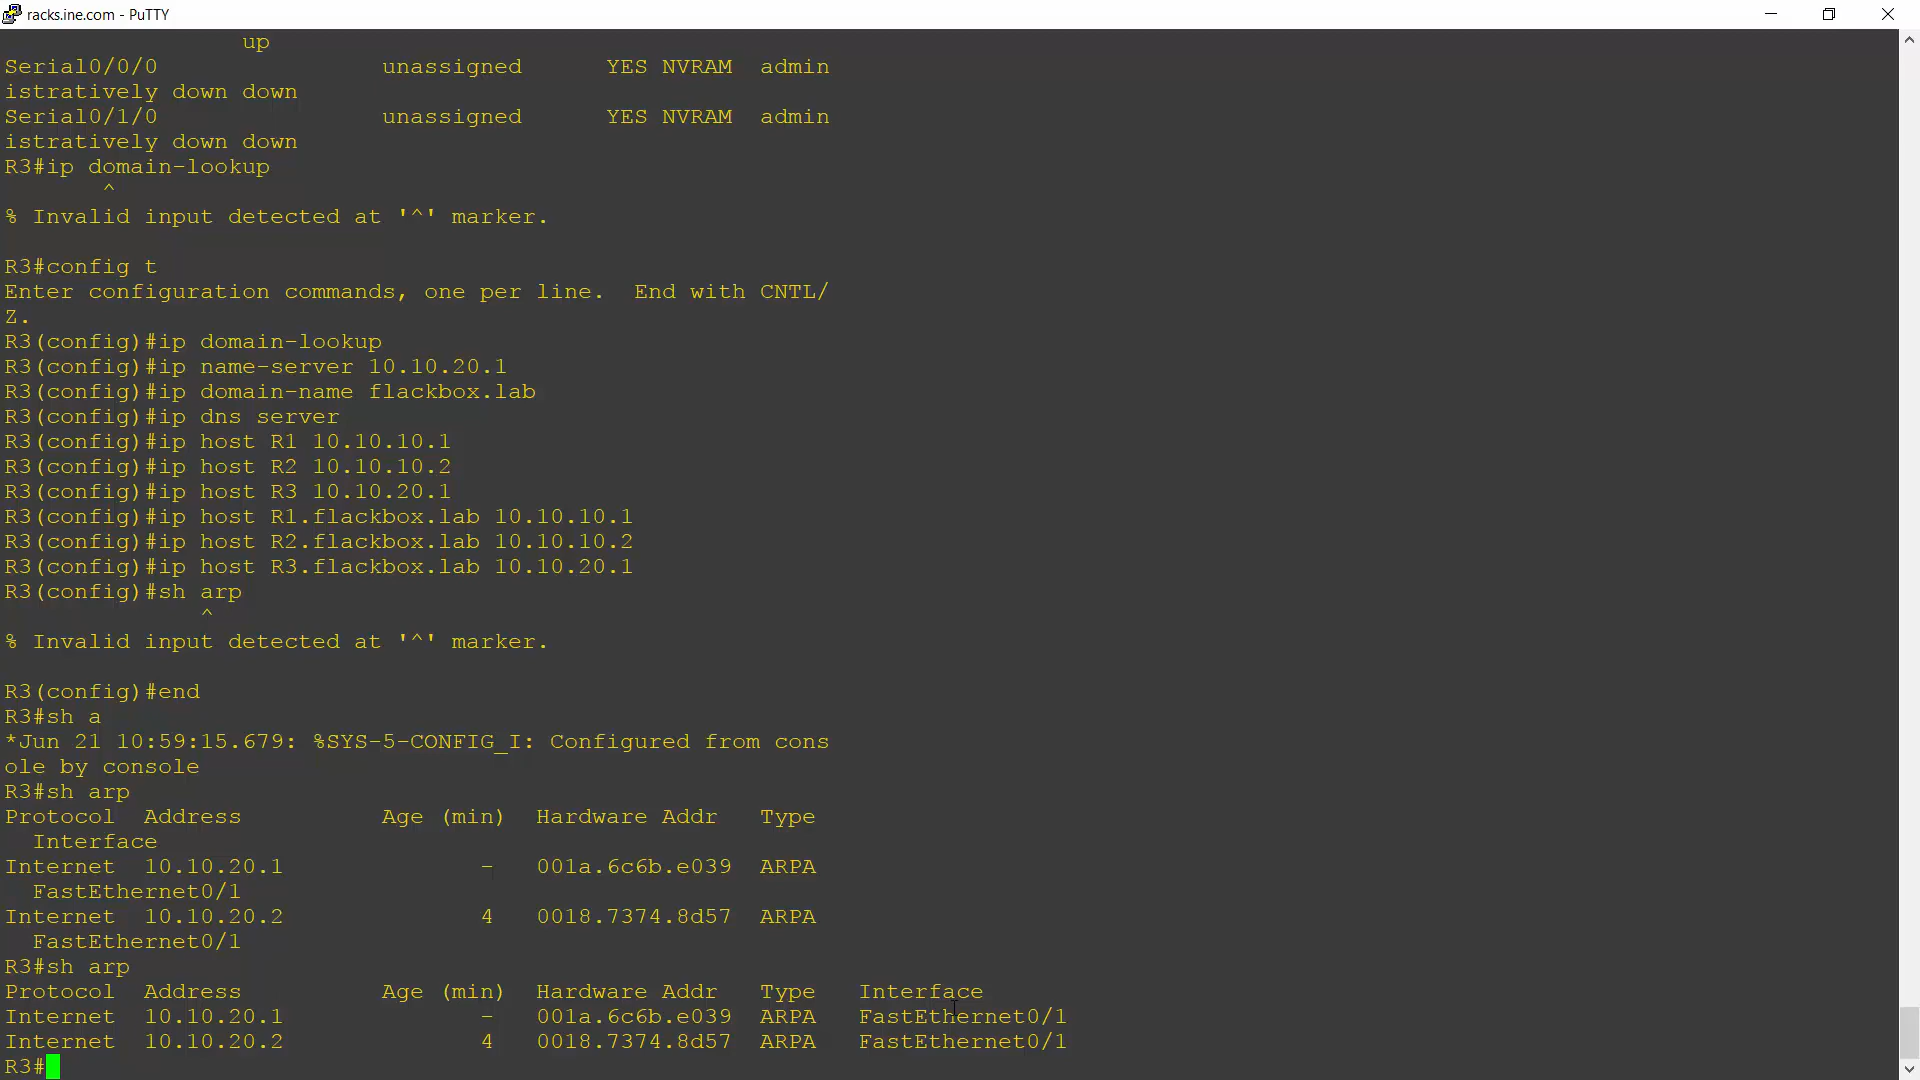 racks.ine.com - PuTTY
up
Serial0/0/0                unassigned      YES NVRAM  admin
istratively down down
Serial0/1/0                unassigned      YES NVRAM  admin
istratively down down
R3#ip domain-lookup
^
% Invalid input detected at '^' marker.
R3#config t
Enter configuration commands, one per line.  End with CNTL/
Z.
R3(config)#ip domain-lookup
R3(config)#ip name-server 10.10.20.1
R3(config)#ip domain-name flackbox.lab
R3(config)#ip dns server
R3(config)#ip host R1 10.10.10.1
R3(config)#ip host R2 10.10.10.2
R3(config)#ip host R3 10.10.20.1
R3(config)#ip host R1.flackbox.lab 10.10.10.1
R3(config)#ip host R2.flackbox.lab 10.10.10.2
R3(config)#ip host R3.flackbox.lab 10.10.20.1
R3(config)#sh arp
^
% Invalid input detected at '^' marker.
R3(config)#end
R3#sh a
*Jun 21 10:59:15.679: %SYS-5-CONFIG_I: Configured from cons
ole by console
R3#sh arp
Protocol  Address          Age (min)  Hardware Addr   Type
Interface
Internet  10.10.20.1              -   001a.6c6b.e039  ARPA
FastEthernet0/1
Internet  10.10.20.2              4   0018.7374.8d57  ARPA
FastEthernet0/1
R3#sh arp
Protocol  Address          Age (min)  Hardware Addr   Type   Interface
Internet  10.10.20.1              -   001a.6c6b.e039  ARPA   FastEthernet0/1
Internet  10.10.20.2              4   0018.7374.8d57  ARPA   FastEthernet0/1
R3#